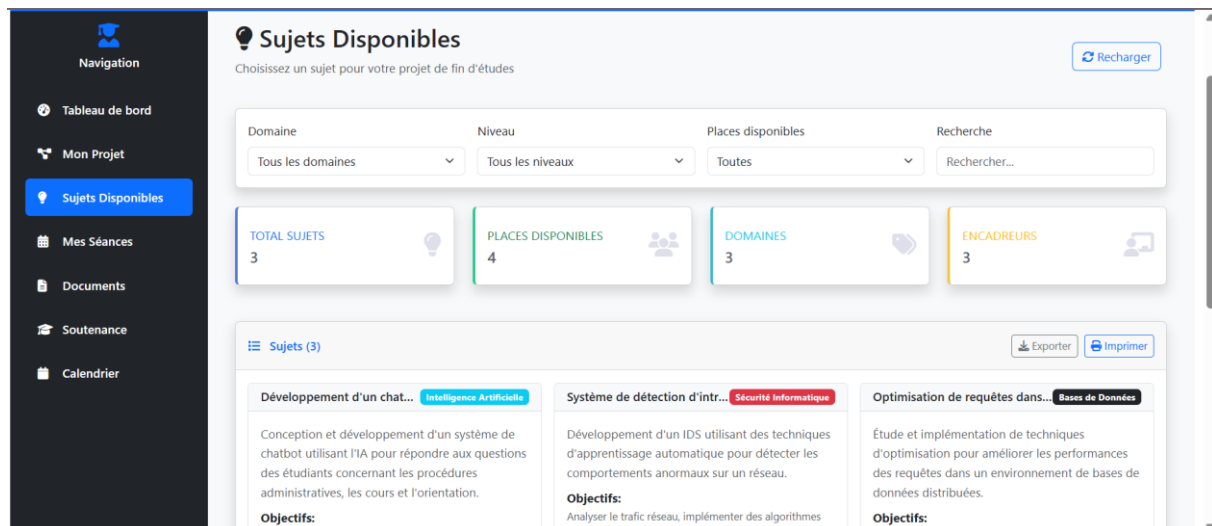 Navigation
Tableau de bord
Mon Projet
Sujets Disponibles
Mes Séances
Documents
Soutenance
Calendrier
Sujets Disponibles
Choisissez un sujet pour votre projet de fin d'études
Recharger
Domaine
Tous les domaines
Niveau
Tous les niveaux
Places disponibles
Toutes
Recherche
Rechercher...
TOTAL SUJETS
3
PLACES DISPONIBLES
4
DOMAINES
3
ENCADREURS
3
Sujets (3)
Exporter
Imprimer
Développement d'un chat...
Intelligence Artificielle
Conception et développement d'un système de
chatbot utilisant l'IA pour répondre aux questions
des étudiants concernant les procédures
administratives, les cours et l'orientation.
Objectifs:
Système de détection d'intr...
Sécurité Informatique
Développement d'un IDS utilisant des techniques
d'apprentissage automatique pour détecter les
comportements anormaux sur un réseau.
Objectifs:
Analyser le trafic réseau, implémenter des algorithmes
Optimisation de requêtes dans...
Bases de Données
Étude et implémentation de techniques
d'optimisation pour améliorer les performances
des requêtes dans un environnement de bases de
données distribuées.
Objectifs: